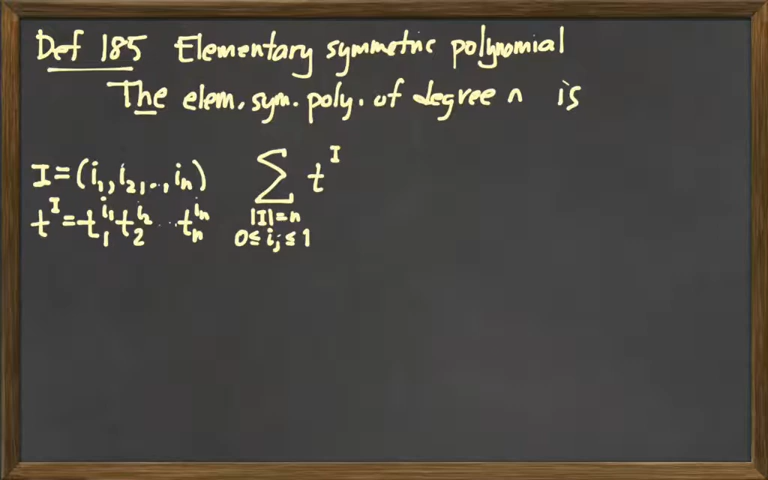 Def 185 Elementary symmetric polynomial
The elem. sym. poly. of degree n is
I = (i₁, i₂, ..., iₙ) ∑ t^I
t^I = t₁^i₁ t₂^i₂ ... tₙ^iₙ |I| = n
0 ≤ iⱼ ≤ 1